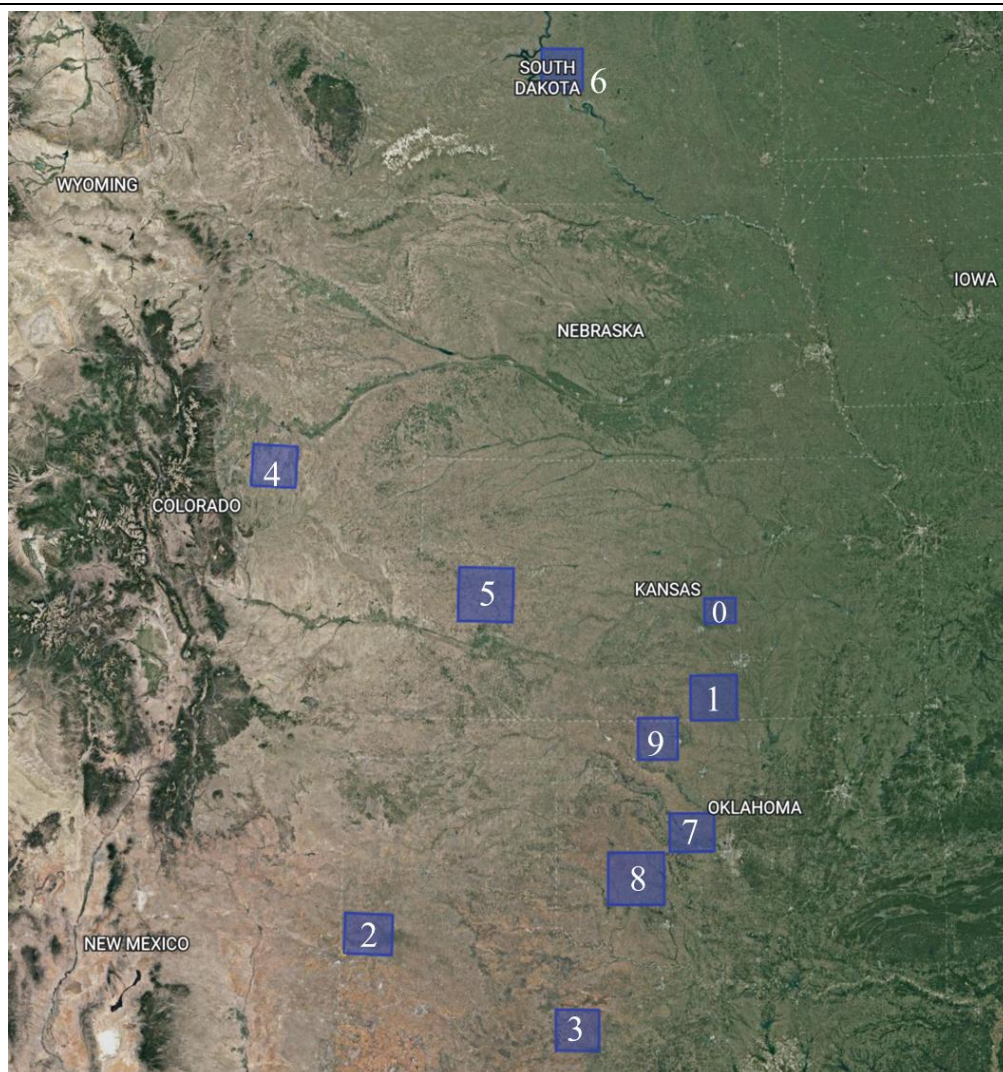 SOUTH
DAKOTA
6
WYOMING
IOWA
NEBRASKA
4
COLORADO
5
KANSAS
0
1
9
OKLAHOMA
7
8
2
NEW MEXICO
3